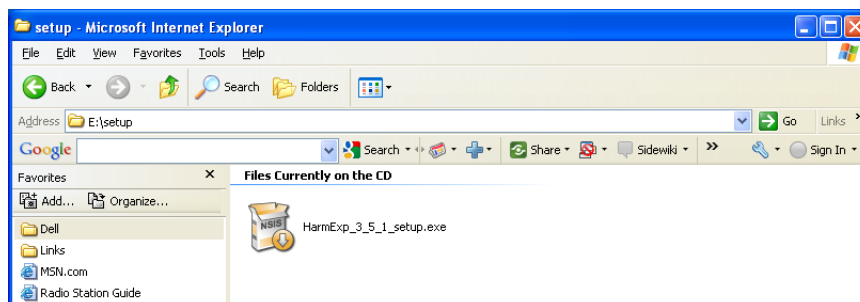 setup - Microsoft Internet Explorer
File Edit View Favorites Tools Help
Back Search Folders
Address E:\setup Go Links »
Google Search Share Sidewiki » Sign In
Favorites x Files Currently on the CD
Add... Organize...
NSIS HarmExp_3_5_1_setup.exe
Dell
Links
MSN.com
Radio Station Guide